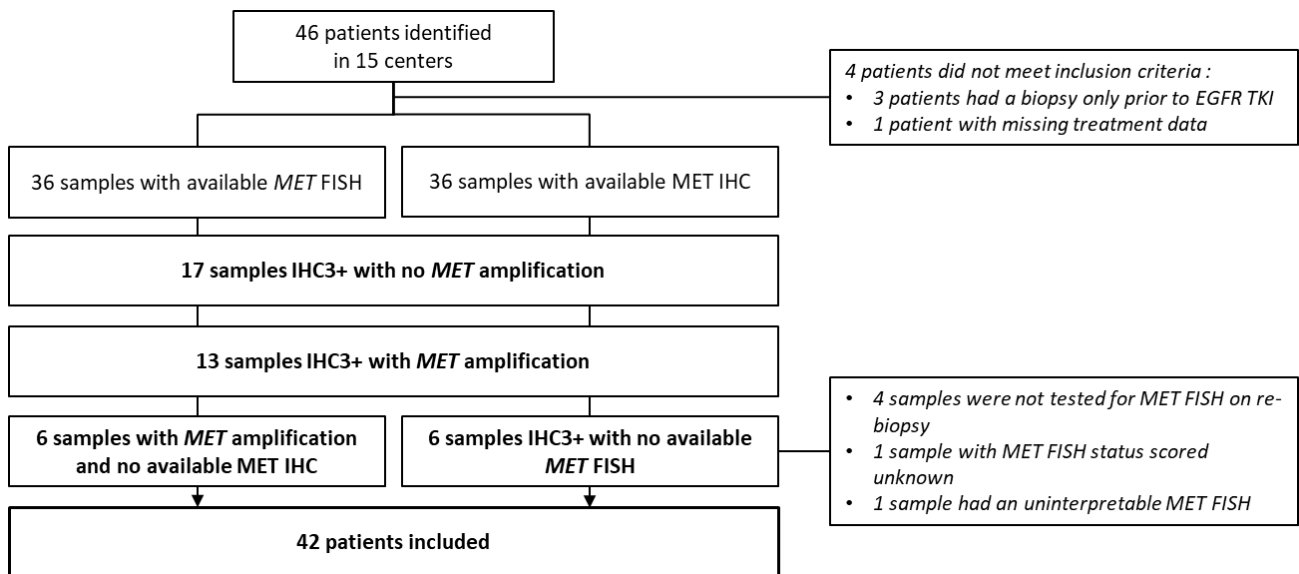 46 patients identified
in 15 centers
4 patients did not meet inclusion criteria :
• 3 patients had a biopsy only prior to EGFR TKI
• 1 patient with missing treatment data
36 samples with available MET FISH
36 samples with available MET IHC
17 samples IHC3+ with no MET amplification
13 samples IHC3+ with MET amplification
6 samples with MET amplification
and no available MET IHC
6 samples IHC3+ with no available
MET FISH
• 4 samples were not tested for MET FISH on re-
biopsy
• 1 sample with MET FISH status scored
unknown
• 1 sample had an uninterpretable MET FISH
42 patients included